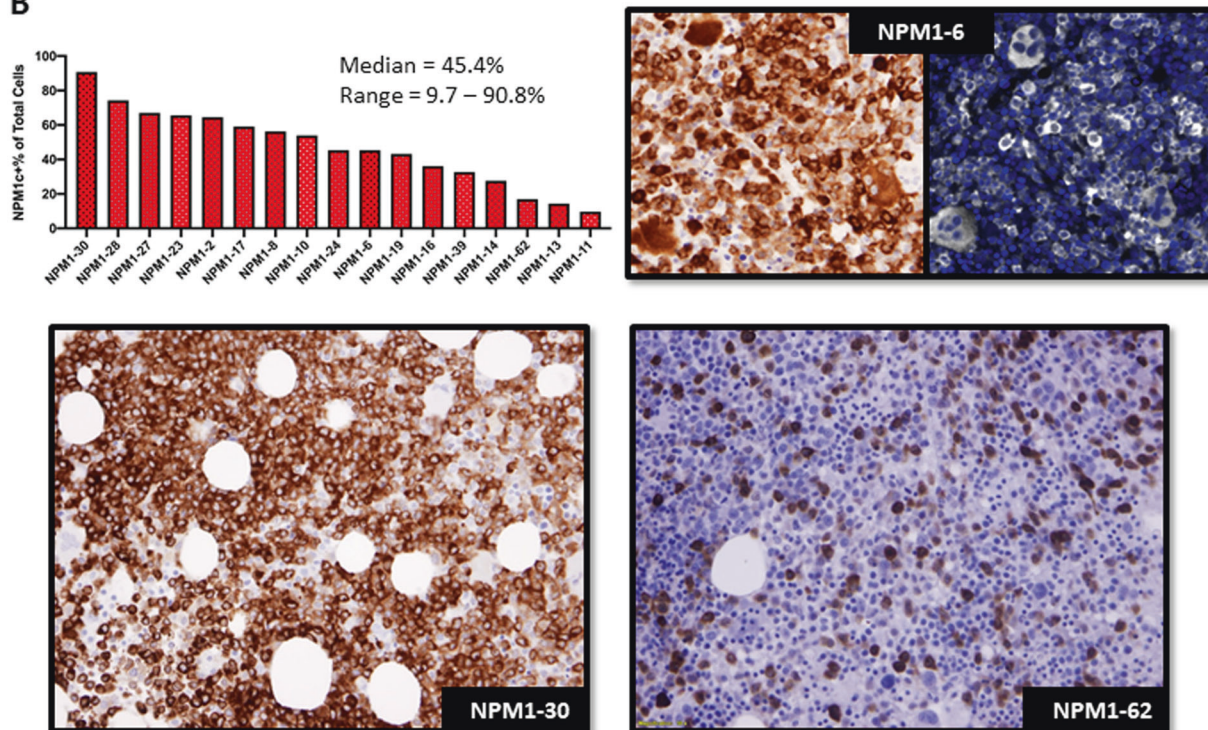 B
NPM1c+% of Total Cells
100
80
60
40
20
0
Median = 45.4%
Range = 9.7 – 90.8%
NPM1-30
NPM1-28
NPM1-27
NPM1-23
NPM1-2
NPM1-17
NPM1-8
NPM1-10
NPM1-24
NPM1-6
NPM1-19
NPM1-16
NPM1-39
NPM1-14
NPM1-62
NPM1-13
NPM1-11
NPM1-6
NPM1-30
NPM1-62